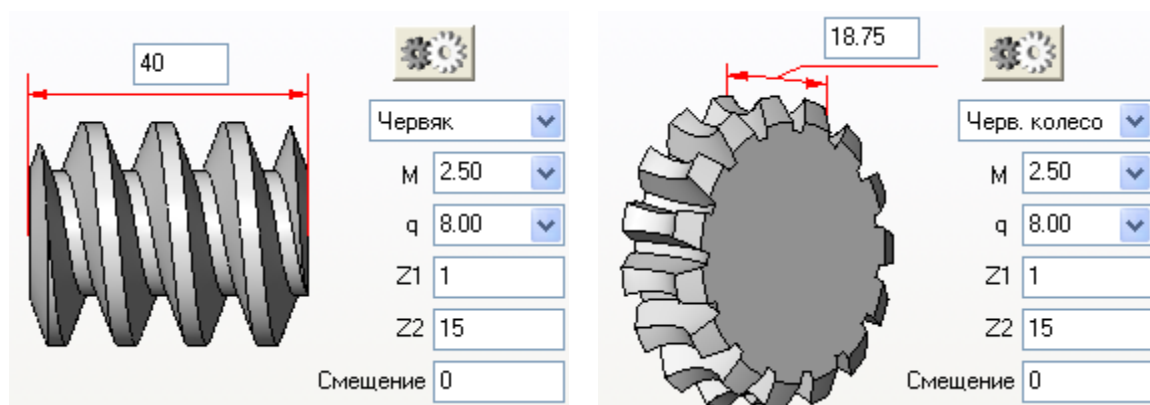 40
Червяк
М 2.50
q 8.00
Z1 1
Z2 15
Смещение 0
18.75
Черв. колесо
М 2.50
q 8.00
Z1 1
Z2 15
Смещение 0